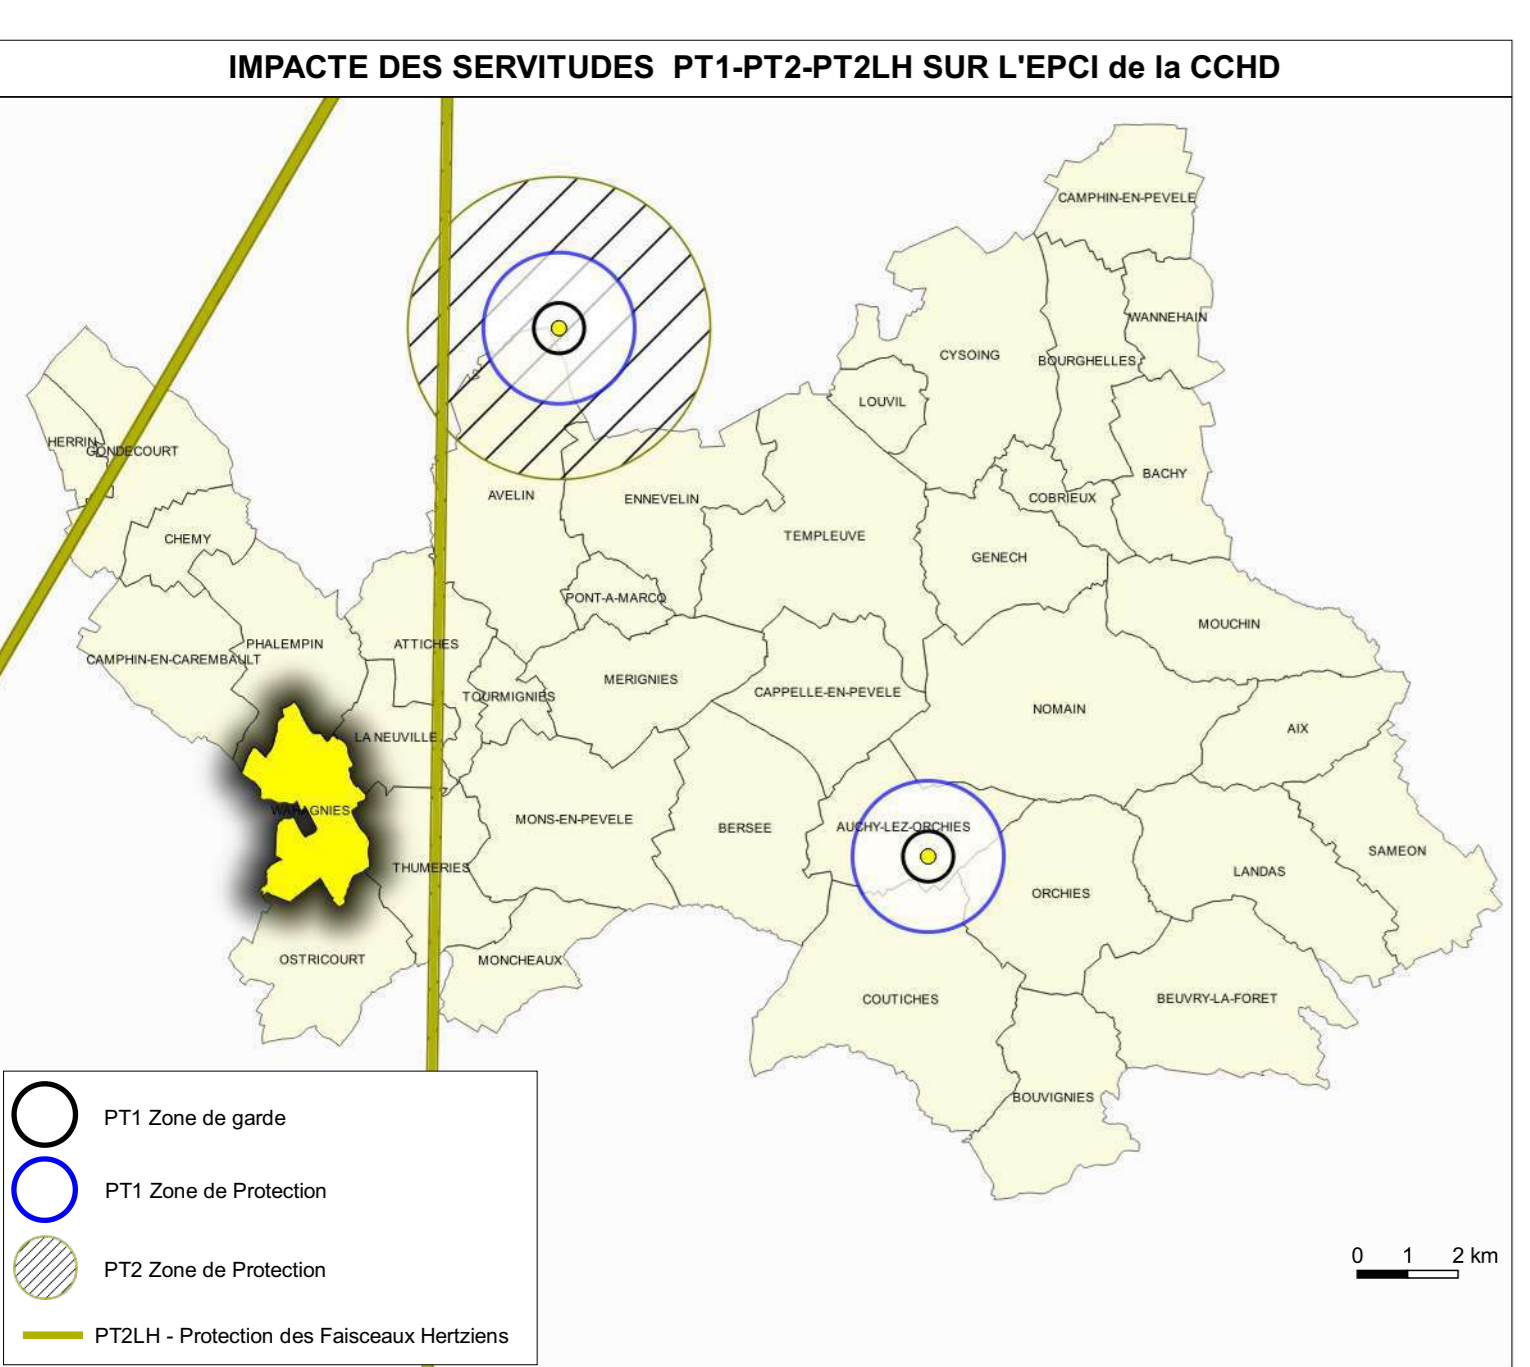 IMPACTE DES SERVITUDES PT1-PT2-PT2LH SUR L'EPCI de la CCHD
CAMPHIN-EN-PEVELE
WANNEHAIN
CYSOING
BOURGHELLES
LOUVIL
HERRIN
GONDECOURT
BACHY
AVELIN
ENNEVELIN
COBRIEUX
TEMPLEUVE
CHEMY
GENECH
PONT-A-MARCQ
MOUCHIN
PHALEMPIN
ATTICHES
CAMPHIN-EN-CAREMBAULT
MERIGNIES
TOURMIGNIES
CAPPELLE-EN-PEVELE
NOMAIN
AIX
LA NEUVILLE
WAHAGNIES
MONS-EN-PEVELE
BERSEE
AUCHY-LEZ-ORCHIES
SAMEON
THUMERIES
LANDAS
ORCHIES
OSTRICOURT
MONCHEAUX
COUTICHES
BEUVRY-LA-FORET
BOUVIGNIES
PT1 Zone de garde
PT1 Zone de Protection
PT2 Zone de Protection
PT2LH - Protection des Faisceaux Hertziens
0 1 2 km